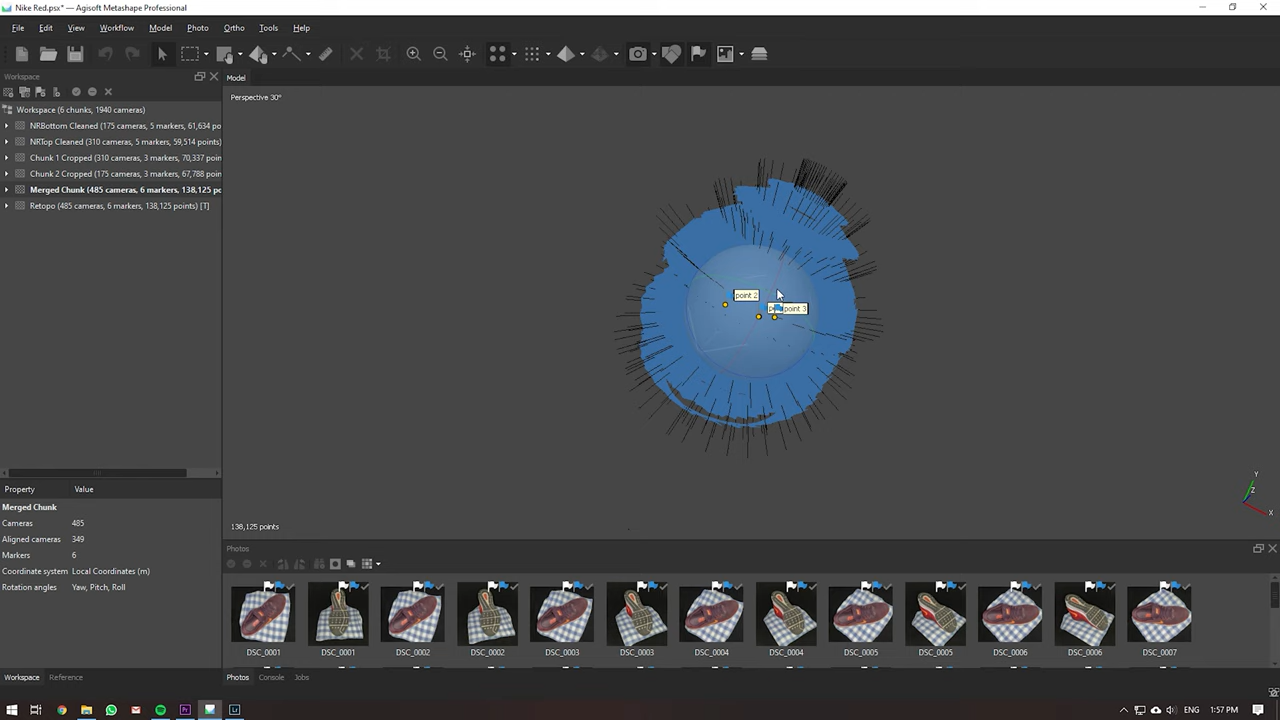 Nike Red.psx* — Agisoft Metashape Professional
File Edit View Workflow Model Photo Ortho Tools Help
Workspace
Model
Perspective 30°
Workspace (6 chunks, 1940 cameras)
NRBottom Cleaned (175 cameras, 5 markers, 61,634 po
NRTop Cleaned (310 cameras, 5 markers, 59,514 points)
Chunk 1 Cropped (310 cameras, 3 markers, 70,337 poin
Chunk 2 Cropped (175 cameras, 3 markers, 67,788 poin
Merged Chunk (485 cameras, 6 markers, 138,125 po
Retopo (485 cameras, 6 markers, 138,125 points) [T]
point 2
point 3
Y
Z
X
138,125 points
Property Value
Merged Chunk
Cameras 485
Aligned cameras 349
Markers 6
Coordinate system Local Coordinates (m)
Rotation angles Yaw, Pitch, Roll
Photos
DSC_0001 DSC_0001 DSC_0002 DSC_0002 DSC_0003 DSC_0003 DSC_0004 DSC_0004 DSC_0005 DSC_0005 DSC_0006 DSC_0006 DSC_0007
Workspace Reference
Photos Console Jobs
ENG 1:57 PM